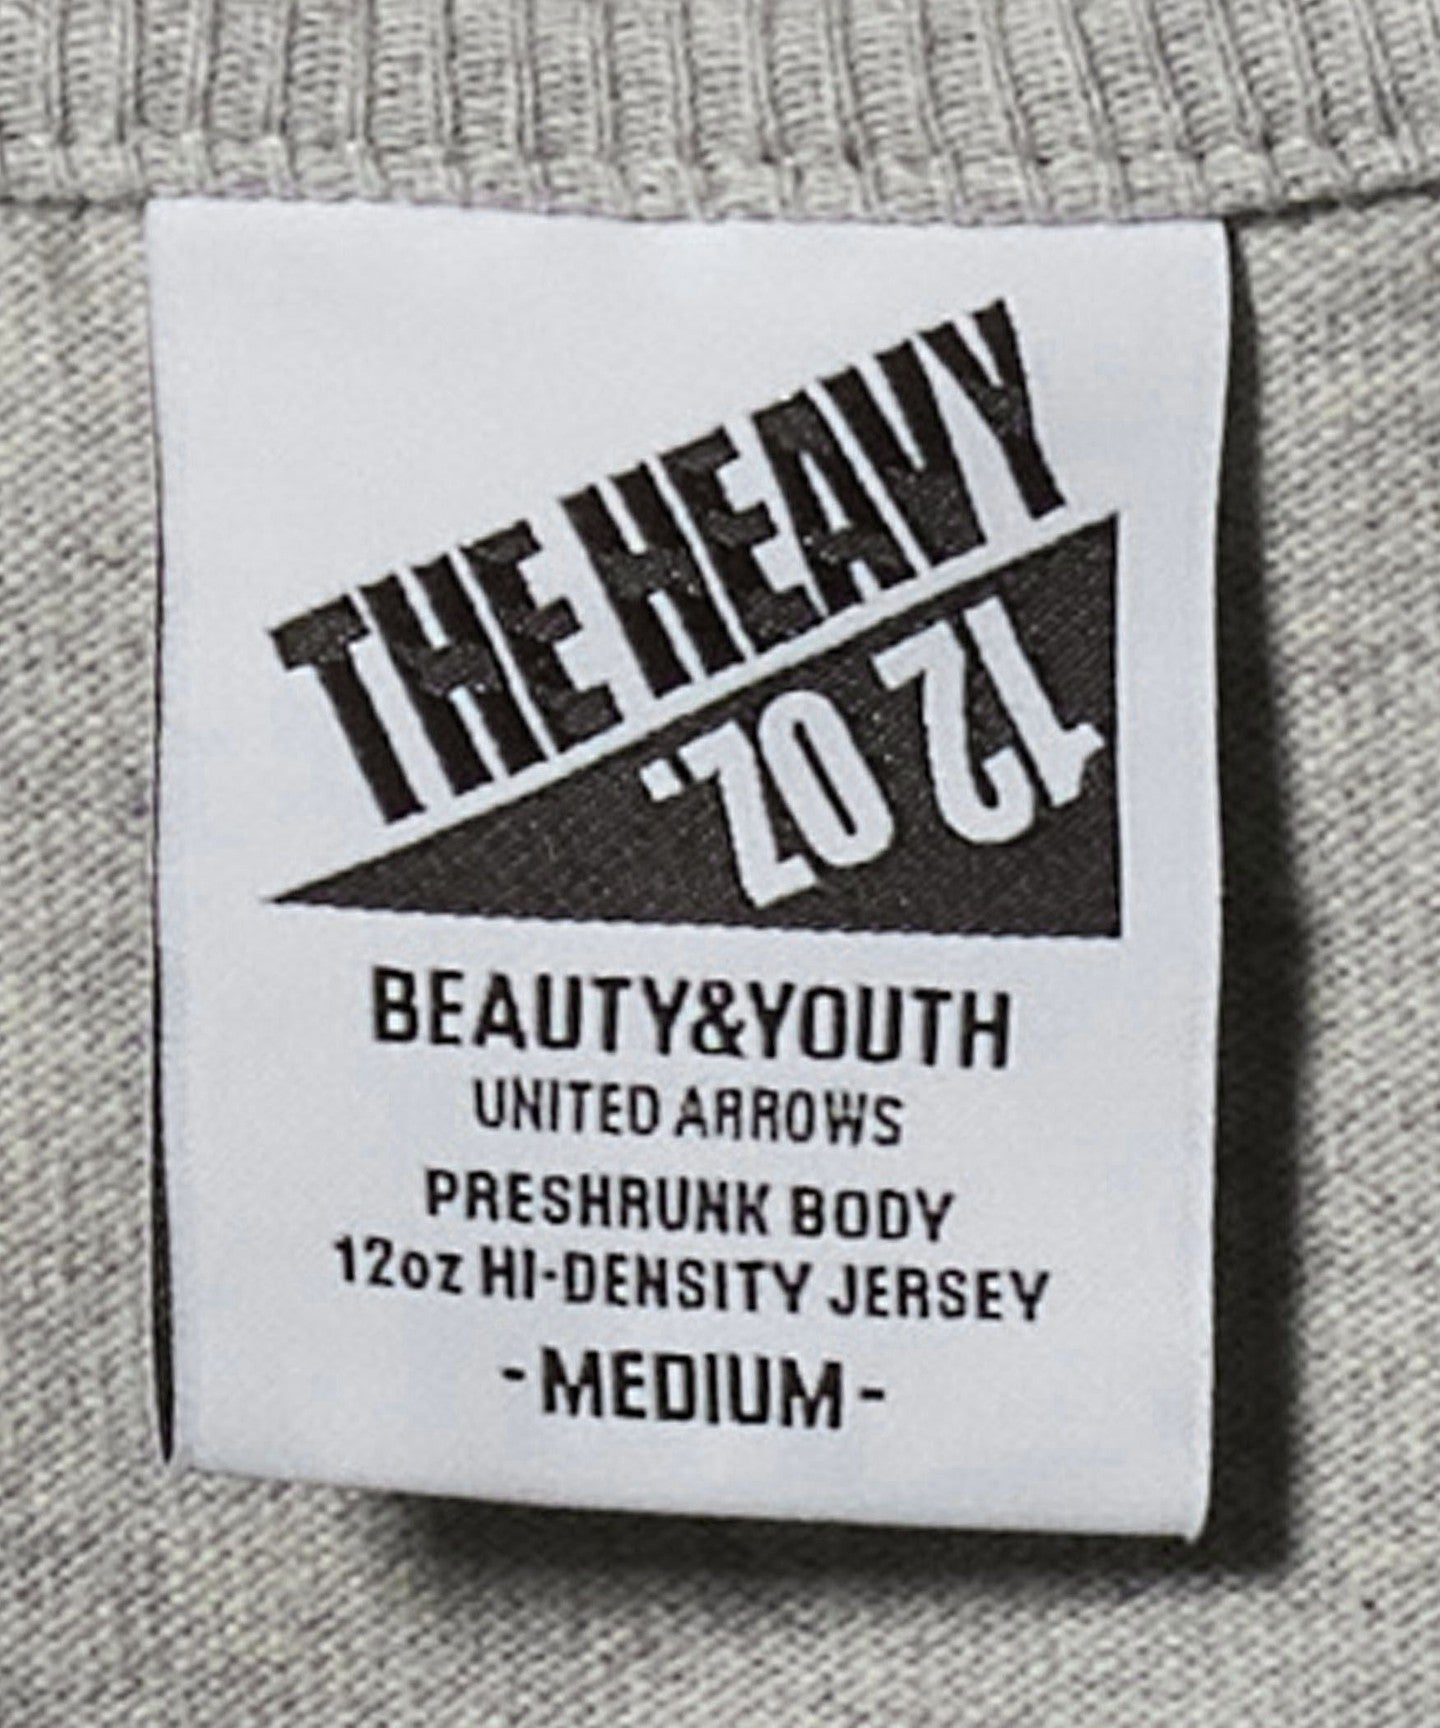 THE HEAVY
12 OZ.
BEAUTY&YOUTH
UNITED ARROWS
PRESHRUNK BODY
12oz HI-DENSITY JERSEY
-MEDIUM-